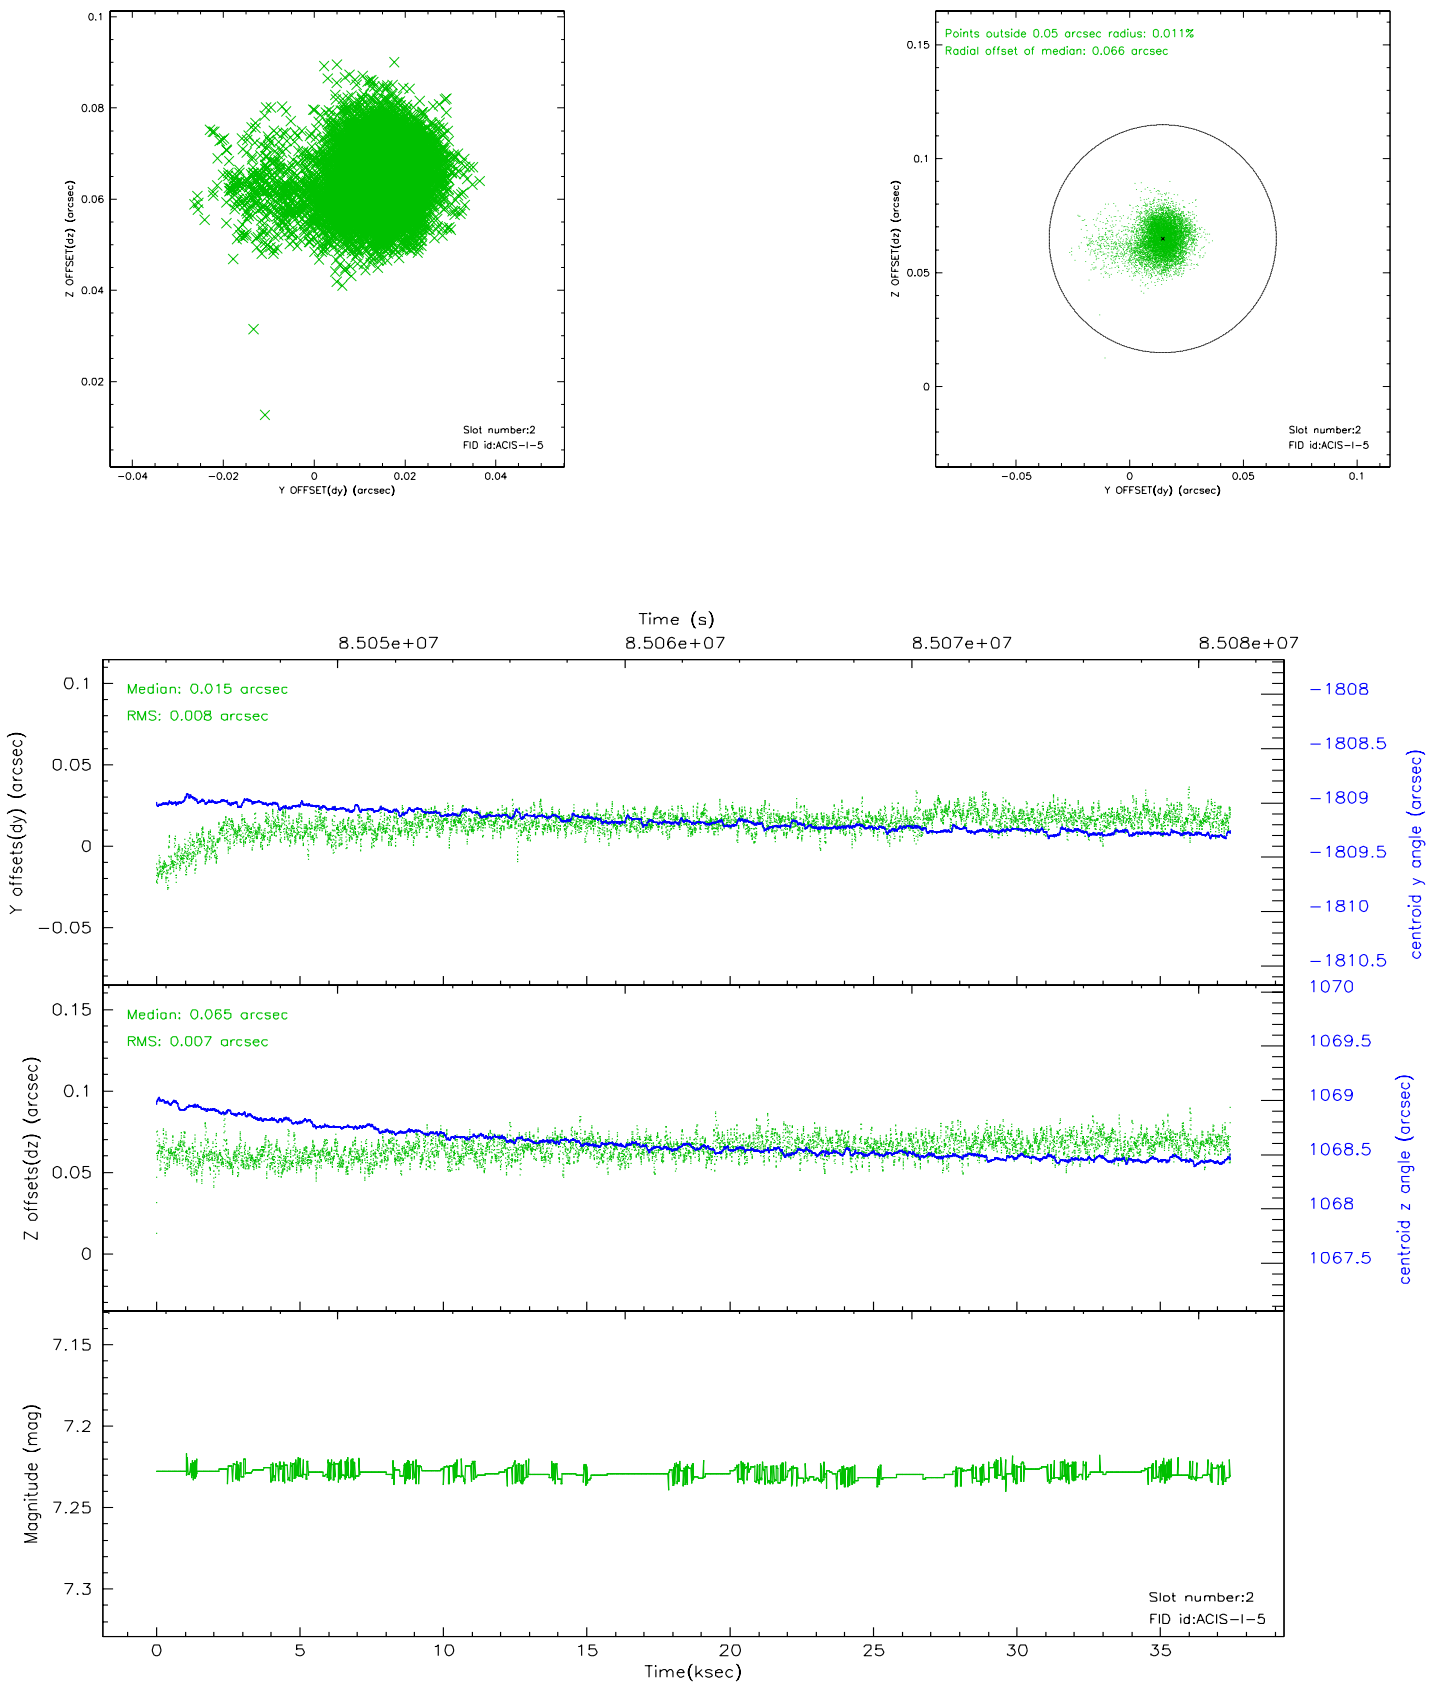 0.1
0.08
0.06
0.04
0.02
Z OFFSET(dz) (arcsec)
−0.04 −0.02 0 0.02 0.04
Y OFFSET(dy) (arcsec)
Slot number:2
FID id:ACIS−I−5
Points outside 0.05 arcsec radius: 0.011%
Radial offset of median: 0.066 arcsec
0.15
0.1
0.05
0
Z OFFSET(dz) (arcsec)
−0.05 0 0.05 0.1
Y OFFSET(dy) (arcsec)
Slot number:2
FID id:ACIS−I−5
Time (s)
8.505e+07 8.506e+07 8.507e+07 8.508e+07
Median: 0.015 arcsec
RMS: 0.008 arcsec
0.1
0.05
0
−0.05
Y offsets(dy) (arcsec)
−1808
−1808.5
−1809
−1809.5
−1810
−1810.5
centroid y angle (arcsec)
Median: 0.065 arcsec
RMS: 0.007 arcsec
0.15
0.1
0.05
0
Z offsets(dz) (arcsec)
1070
1069.5
1069
1068.5
1068
1067.5
centroid z angle (arcsec)
7.15
7.2
7.25
7.3
Magnitude (mag)
Slot number:2
FID id:ACIS−I−5
0 5 10 15 20 25 30 35
Time(ksec)